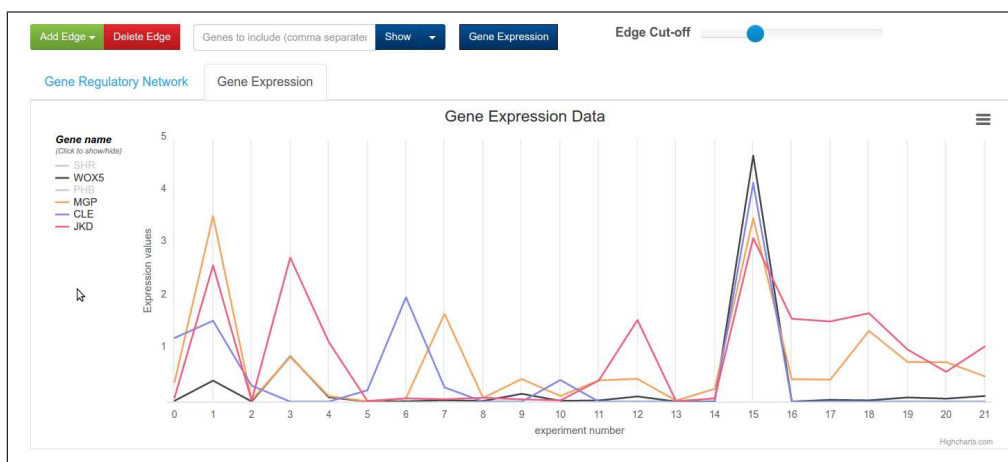 Add Edge Delete Edge Genes to include (comma separated Show Gene Expression Edge Cut-off
Gene Regulatory Network Gene Expression
Gene Expression Data
Gene name
(Click to show/hide)
SHR
WOX5
PHB
MGP
CLE
JKD
Expression values
5
4
3
2
1
0 1 2 3 4 5 6 7 8 9 10 11 12 13 14 15 16 17 18 19 20 21
experiment number
Highcharts.com